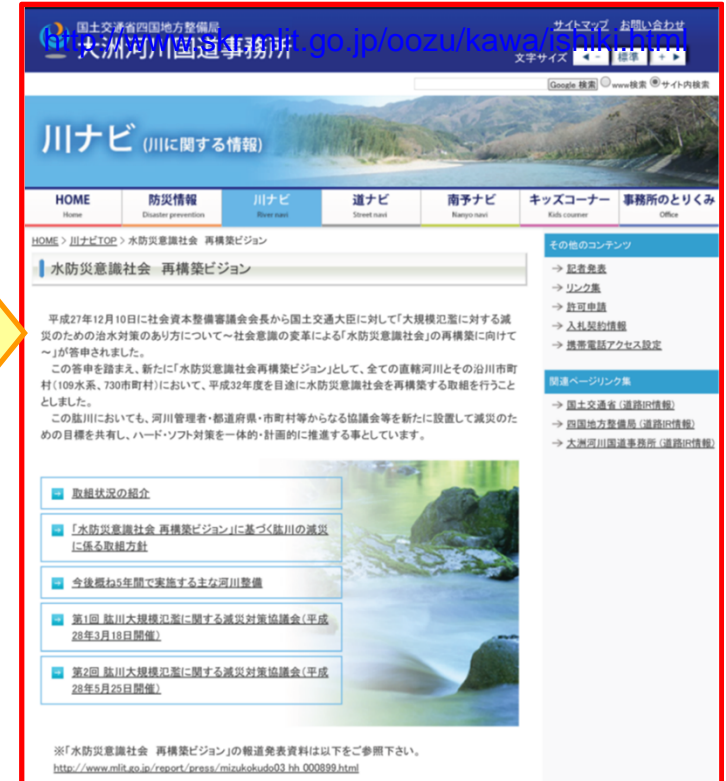 国土交通省四国地方整備局
大洲河川国道事務所
http://www.skr.mlit.go.jp/oozu/kawa/ishiki.html
サイトマップ お問い合わせ
文字サイズ ◀ - 標準 + ▶
Google 検索 www検索 サイト内検索
川ナビ (川に関する情報)
HOME 防災情報 川ナビ 道ナビ 南予ナビ キッズコーナー 事務所のとりくみ
Home Disaster prevention River navi Street navi Nanyo navi Kids counner Office
HOME > 川ナビTOP > 水防災意識社会 再構築ビジョン
水防災意識社会 再構築ビジョン
平成27年12月10日に社会資本整備審議会会長から国土交通大臣に対して「大規模氾濫に対する減
災のための治水対策のあり方について～社会意識の変革による「水防災意識社会」の再構築に向けて
～」が答申されました。
この答申を踏まえ、新たに「水防災意識社会再構築ビジョン」として、全ての直轄河川とその沿川市町
村(109水系、730市町村)において、平成32年度を目途に水防災意識社会を再構築する取組を行うこと
としました。
この肱川においても、河川管理者・都道府県・市町村等からなる協議会等を新たに設置して減災のた
めの目標を共有し、ハード・ソフト対策を一体的・計画的に推進する事としています。
取組状況の紹介
「水防災意識社会 再構築ビジョン」に基づく肱川の減災
に係る取組方針
今後概ね5年間で実施する主な河川整備
第1回 肱川大規模氾濫に関する減災対策協議会(平成
28年3月18日開催)
第2回 肱川大規模氾濫に関する減災対策協議会(平成
28年5月25日開催)
※「水防災意識社会 再構築ビジョン」の報道発表資料は以下をご参照下さい。
http://www.mlit.go.jp/report/press/mizukokudo03_hh_000899.html
その他のコンテンツ
→ 記者発表
→ リンク集
→ 許可申請
→ 入札契約情報
→ 携帯電話アクセス設定
関連ページリンク集
→ 国土交通省(道路IR情報)
→ 四国地方整備局(道路IR情報)
→ 大洲河川国道事務所(道路IR情報)